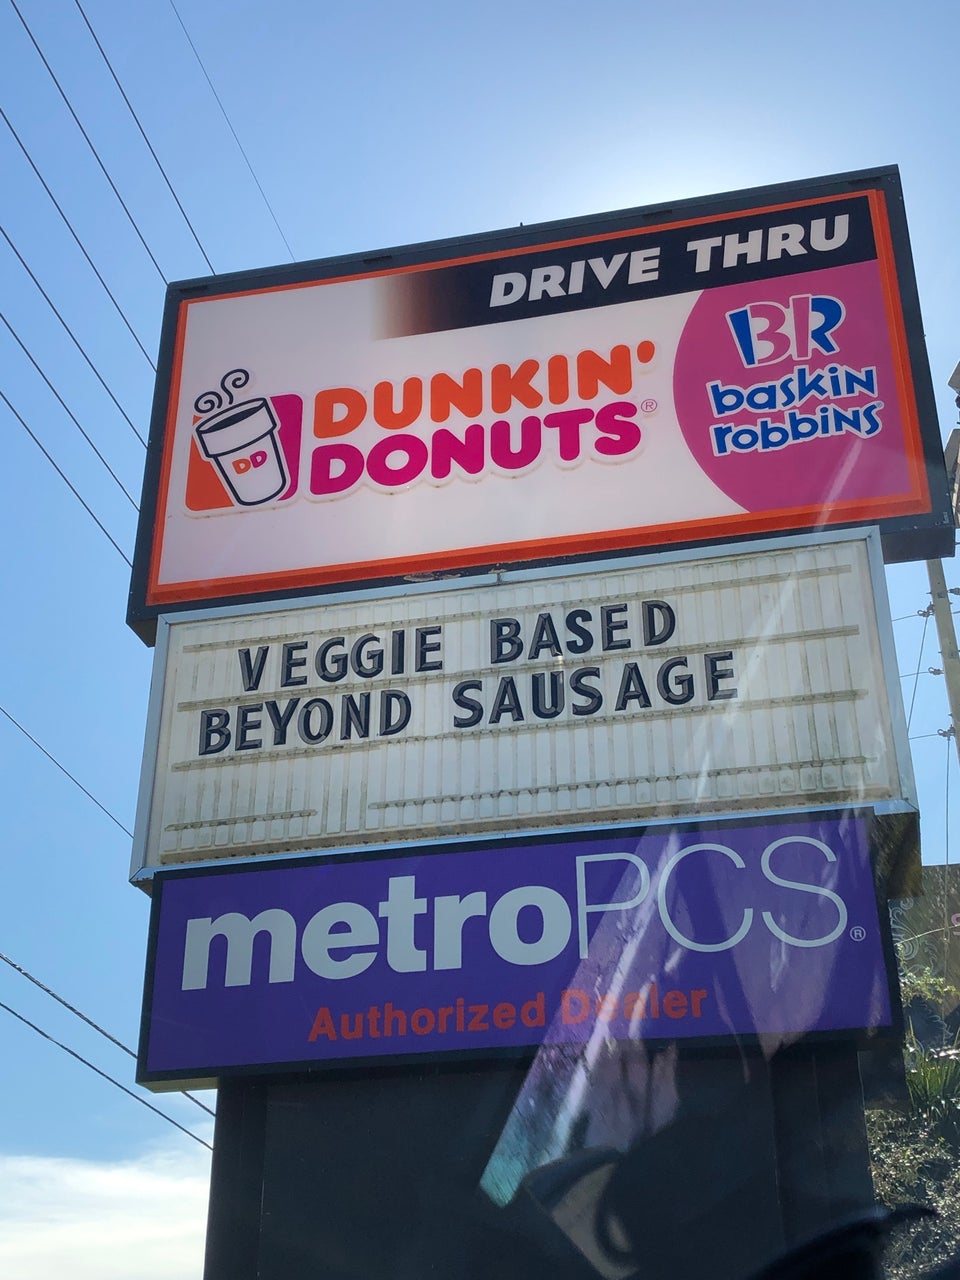 DRIVE THRU
DD
DUNKIN'
DONUTS®
BR
baskin
robbins
VEGGIE BASED
BEYOND SAUSAGE
metroPCS®
Authorized Dealer